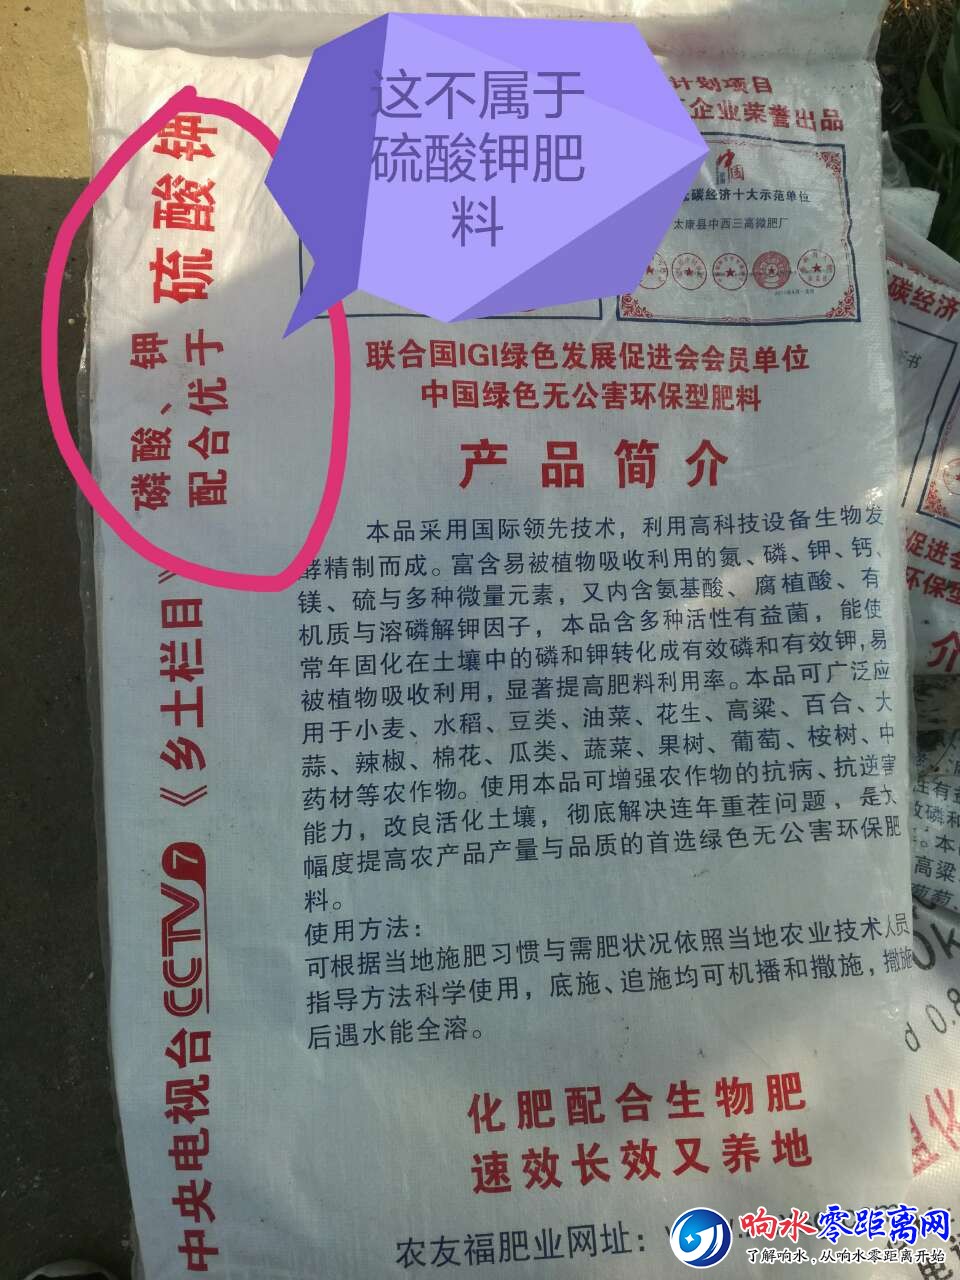 这不属于
硫酸钾肥
料
计划项目
企业荣誉出品
中国
碳经济十大示范单位
太康县中西三高微肥厂
磷酸、钾
配合优于
硫酸钾
联合国IGI绿色发展促进会会员单位
中国绿色无公害环保型肥料
产品简介
本品采用国际领先技术，利用高科技设备生物发
酵精制而成。富含易被植物吸收利用的氮、磷、钾、钙、
镁、硫与多种微量元素，又内含氨基酸、腐植酸、有
机质与溶磷解钾因子，本品含多种活性有益菌，能使
常年固化在土壤中的磷和钾转化成有效磷和有效钾,易
被植物吸收利用，显著提高肥料利用率。本品可广泛应
用于小麦、水稻、豆类、油菜、花生、高粱、百合、大
蒜、辣椒、棉花、瓜类、蔬菜、果树、葡萄、桉树、中
药材等农作物。使用本品可增强农作物的抗病、抗逆害
能力，改良活化土壤，彻底解决连年重茬问题，是大
幅度提高农产品产量与品质的首选绿色无公害环保肥
料。
使用方法：
可根据当地施肥习惯与需肥状况依照当地农业技术人员
指导方法科学使用，底施、追施均可机播和撒施，撒施
后遇水能全溶。
化肥配合生物肥
速效长效又养地
农友福肥业网址：
中央电视台CCTV7《乡土栏目》
碳经济
促进会
环保型
介
高粱
葡萄、
响水零距离网
了解响水,从响水零距离开始